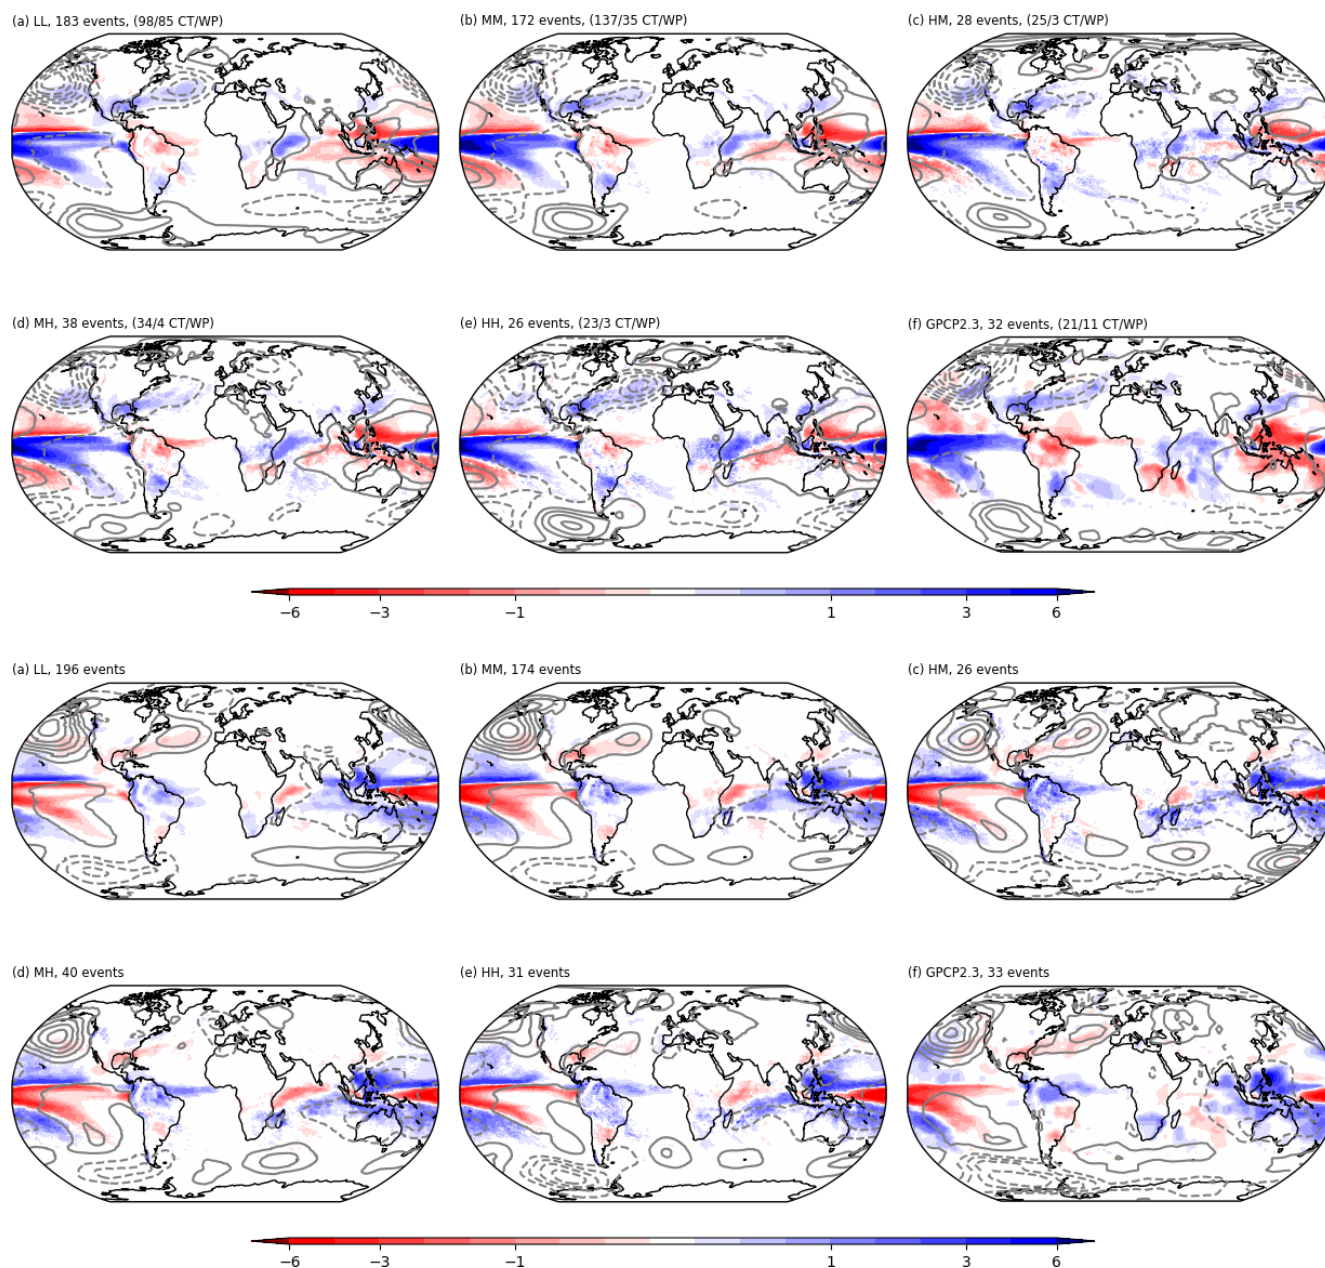 (a) LL, 183 events, (98/85 CT/WP)
(b) MM, 172 events, (137/35 CT/WP)
(c) HM, 28 events, (25/3 CT/WP)
(d) MH, 38 events, (34/4 CT/WP)
(e) HH, 26 events, (23/3 CT/WP)
(f) GPCP2.3, 32 events, (21/11 CT/WP)
−6 −3 −1 1 3 6
(a) LL, 196 events
(b) MM, 174 events
(c) HM, 26 events
(d) MH, 40 events
(e) HH, 31 events
(f) GPCP2.3, 33 events
−6 −3 −1 1 3 6